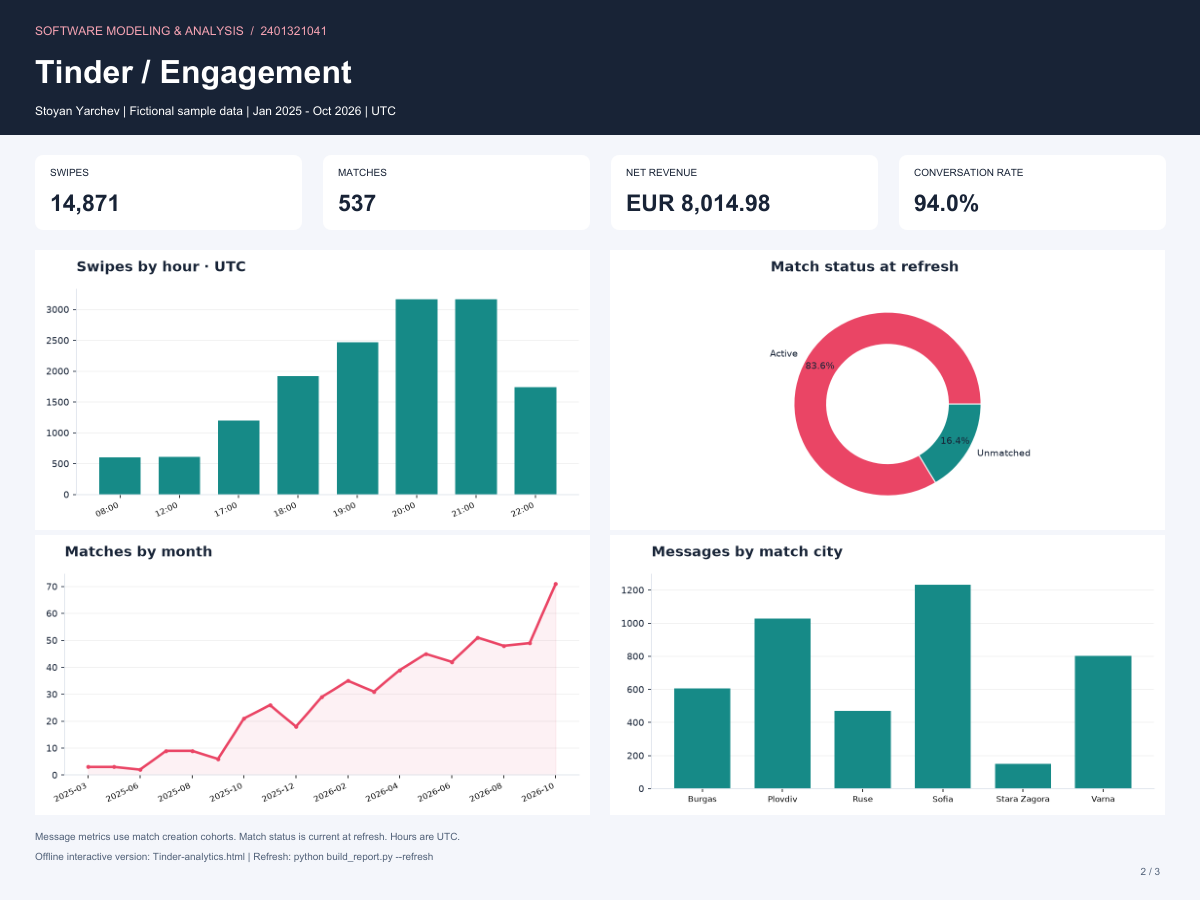 SOFTWARE MODELING & ANALYSIS / 2401321041
Tinder / Engagement
Stoyan Yarchev | Fictional sample data | Jan 2025 - Oct 2026 | UTC
SWIPES
14,871
MATCHES
537
NET REVENUE
EUR 8,014.98
CONVERSATION RATE
94.0%
Swipes by hour · UTC
3000
2500
2000
1500
1000
500
0
08:00 12:00 17:00 18:00 19:00 20:00 21:00 22:00
Match status at refresh
Active
83.6%
16.4%
Unmatched
Matches by month
70
60
50
40
30
20
10
0
2025-03 2025-06 2025-08 2025-10 2025-12 2026-02 2026-04 2026-06 2026-08 2026-10
Messages by match city
1200
1000
800
600
400
200
0
Burgas Plovdiv Ruse Sofia Stara Zagora Varna
Message metrics use match creation cohorts. Match status is current at refresh. Hours are UTC.
Offline interactive version: Tinder-analytics.html | Refresh: python build_report.py --refresh
2 / 3